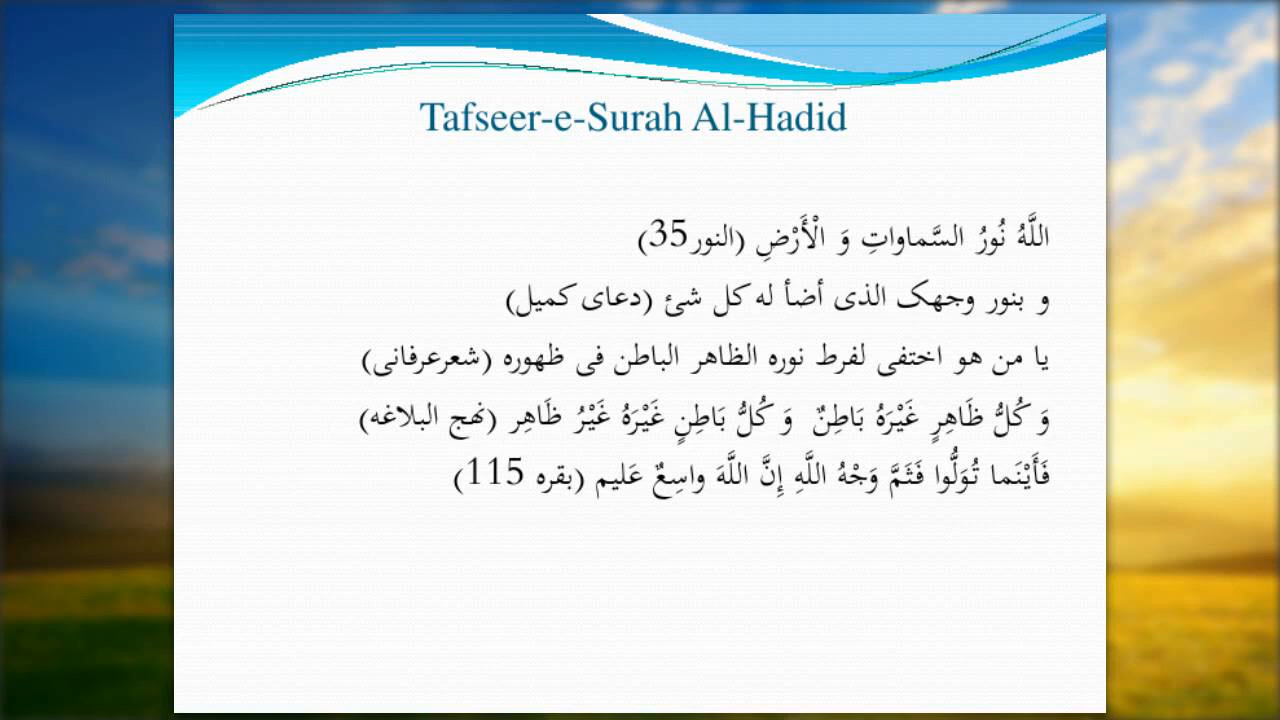 Tafseer-e-Surah Al-Hadid
اللَّهُ نُورُ السَّماواتِ وَ الْأَرْضِ (النور35)
و بنور وجهک الذی أضأ له کل شئ (دعای کمیل)
یا من هو اختفی لفرط نوره الظاهر الباطن فی ظهوره (شعرعرفانی)
وَ كُلُّ ظَاهِرٍ غَيْرَهُ بَاطِنٌ وَ كُلُّ بَاطِنٍ غَيْرَهُ غَيْرُ ظَاهِر (نهج البلاغه)
فَأَيْنَما تُوَلُّوا فَثَمَّ وَجْهُ اللَّهِ إِنَّ اللَّهَ واسِعٌ عَليم (بقره 115)